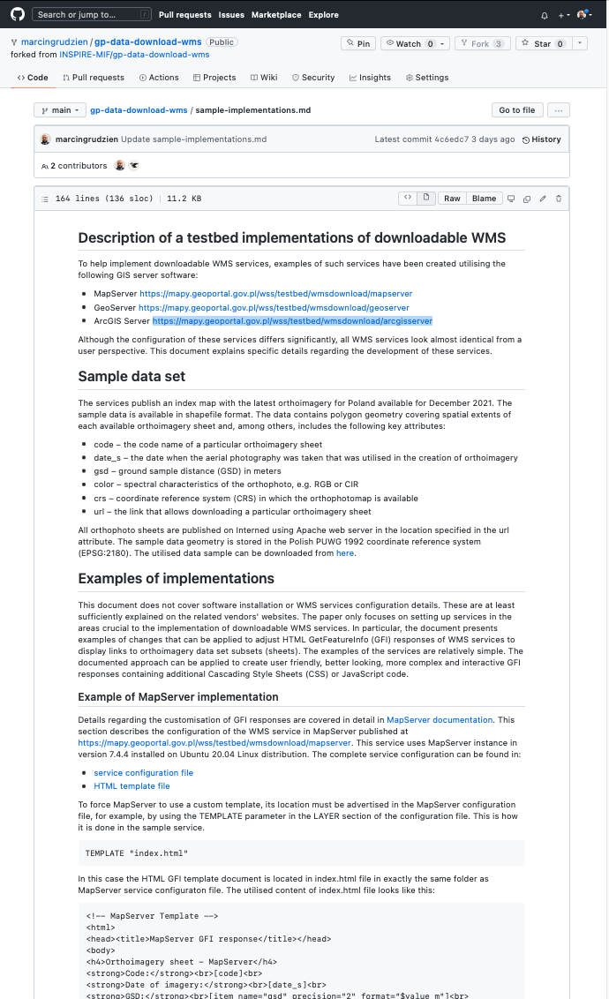 Search or jump to... / Pull requests Issues Marketplace Explore
marcingrudzien / gp-data-download-wms Public
Pin Watch 0 Fork 3 Star 0
forked from INSPIRE-MIF/gp-data-download-wms
Code Pull requests Actions Projects Wiki Security Insights Settings
main gp-data-download-wms / sample-implementations.md Go to file ...
marcingrudzien Update sample-implementations.md Latest commit 4c6edc7 3 days ago History
2 contributors
164 lines (136 sloc) 11.2 KB <> Raw Blame
Description of a testbed implementations of downloadable WMS
To help implement downloadable WMS services, examples of such services have been created utilising the
following GIS server software:
• MapServer https://mapy.geoportal.gov.pl/wss/testbed/wmsdownload/mapserver
• GeoServer https://mapy.geoportal.gov.pl/wss/testbed/wmsdownload/geoserver
• ArcGIS Server https://mapy.geoportal.gov.pl/wss/testbed/wmsdownload/arcgisserver
Although the configuration of these services differs significantly, all WMS services look almost identical from a
user perspective. This document explains specific details regarding the development of these services.
Sample data set
The services publish an index map with the latest orthoimagery for Poland available for December 2021. The
sample data is available in shapefile format. The data contains polygon geometry covering spatial extents of
each available orthoimagery sheet and, among others, includes the following key attributes:
• code – the code name of a particular orthoimagery sheet
• date_s – the date when the aerial photography was taken that was utilised in the creation of orthoimagery
• gsd – ground sample distance (GSD) in meters
• color – spectral characteristics of the orthophoto, e.g. RGB or CIR
• crs – coordinate reference system (CRS) in which the orthophotomap is available
• url – the link that allows downloading a particular orthoimagery sheet
All orthophoto sheets are published on Interned using Apache web server in the location specified in the url
attribute. The sample data geometry is stored in the Polish PUWG 1992 coordinate reference system
(EPSG:2180). The utilised data sample can be downloaded from here.
Examples of implementations
This document does not cover software installation or WMS services configuration details. These are at least
sufficiently explained on the related vendors' websites. The paper only focuses on setting up services in the
areas crucial to the implementation of downloadable WMS services. In particular, the document presents
examples of changes that can be applied to adjust HTML GetFeatureInfo (GFI) responses of WMS services to
display links to orthoimagery data set subsets (sheets). The examples of the services are relatively simple. The
documented approach can be applied to create user friendly, better looking, more complex and interactive GFI
responses containing additional Cascading Style Sheets (CSS) or JavaScript code.
Example of MapServer implementation
Details regarding the customisation of GFI responses are covered in detail in MapServer documentation. This
section describes the configuration of the WMS service in MapServer published at
https://mapy.geoportal.gov.pl/wss/testbed/wmsdownload/mapserver. This service uses MapServer instance in
version 7.4.4 installed on Ubuntu 20.04 Linux distribution. The complete service configuration can be found in:
• service configuration file
• HTML template file
To force MapServer to use a custom template, its location must be advertised in the MapServer configuration
file, for example, by using the TEMPLATE parameter in the LAYER section of the configuration file. This is how
it is done in the sample service.
TEMPLATE "index.html"
In this case the HTML GFI template document is located in index.html file in exactly the same folder as
MapServer service configuraton file. The utilised content of index.html file looks like this:
<!-- MapServer Template -->
<html>
<head><title>MapServer GFI response</title></head>
<body>
<h4>Orthoimagery sheet - MapServer</h4>
<strong>Code:</strong><br>[code]<br>
<strong>Date of imagery:</strong><br>[date_s]<br>
<strong>GSD:</strong><br>[item name="gsd" precision="2" format="$value m"]<br>